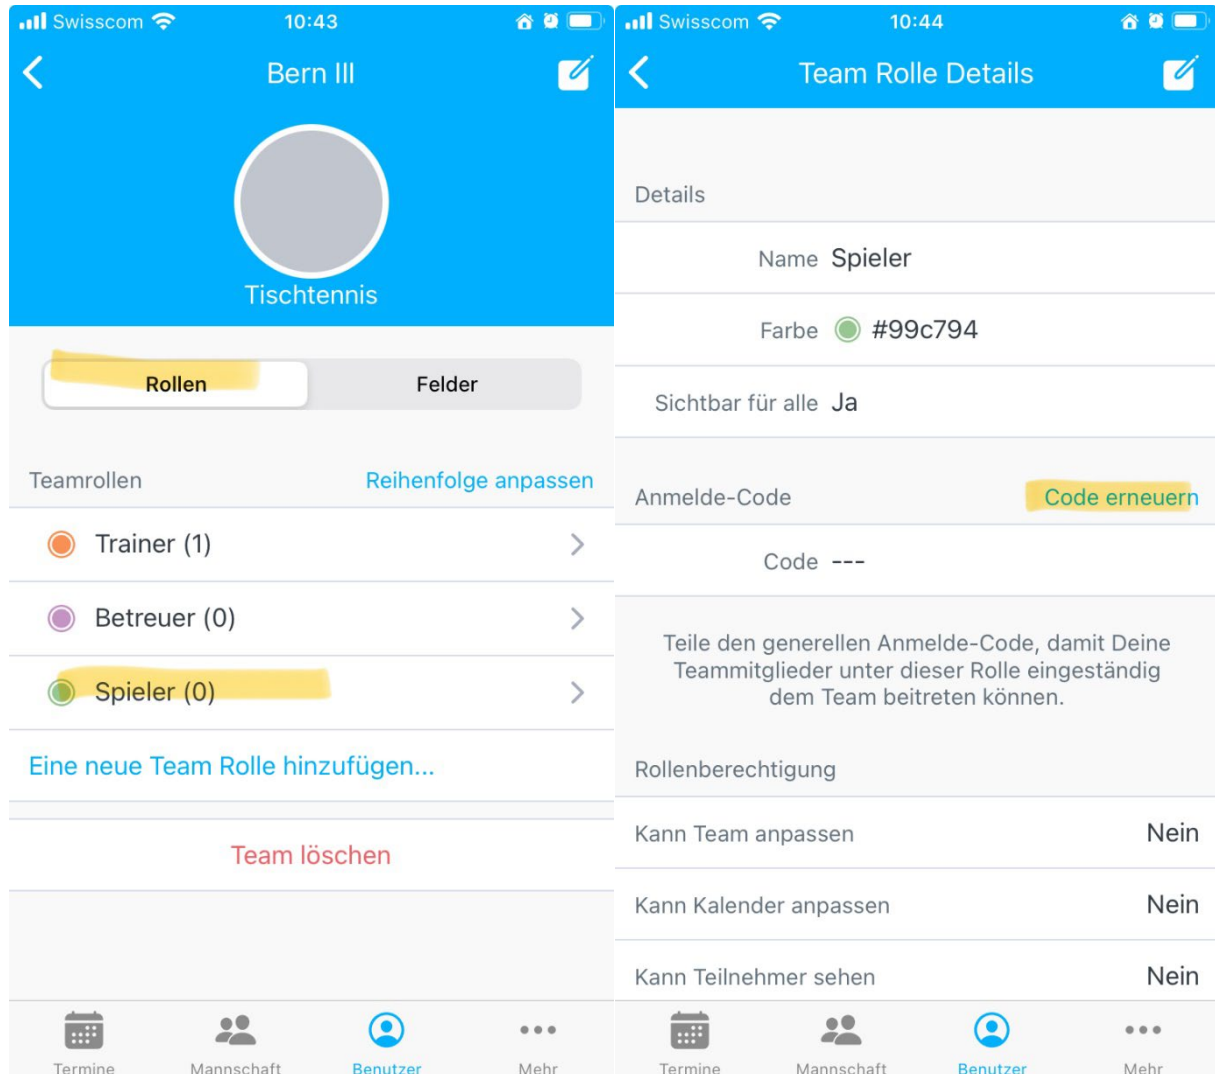 Swisscom 10:43
Bern III
Tischtennis
Rollen Felder
Teamrollen Reihenfolge anpassen
Trainer (1)
Betreuer (0)
Spieler (0)
Eine neue Team Rolle hinzufügen...
Team löschen
Termine Mannschaft Benutzer Mehr
Swisscom 10:44
Team Rolle Details
Details
Name Spieler
Farbe #99c794
Sichtbar für alle Ja
Anmelde-Code Code erneuern
Code ---
Teile den generellen Anmelde-Code, damit Deine
Teammitglieder unter dieser Rolle eingeständig
dem Team beitreten können.
Rollenberechtigung
Kann Team anpassen Nein
Kann Kalender anpassen Nein
Kann Teilnehmer sehen Nein
Termine Mannschaft Benutzer Mehr